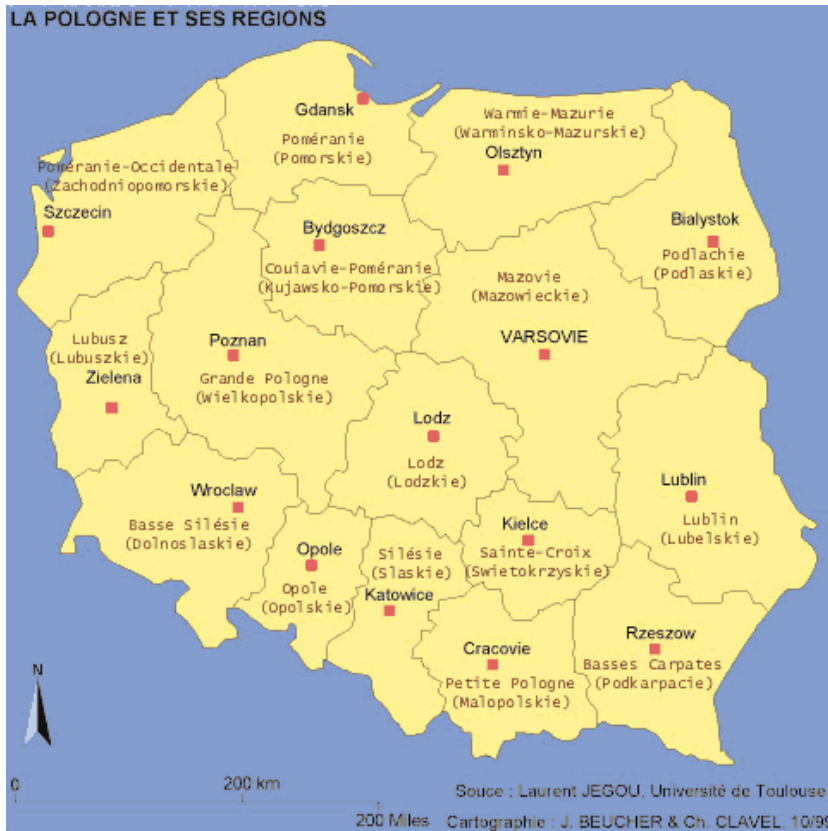 LA POLOGNE ET SES REGIONS
Gdansk
Poméranie
(Pomorskie)
Warmie-Mazurie
(Warminsko-Mazurskie)
Olsztyn
Poméranie-Occidentale
(Zachodniopomorskie)
Szczecin
Bydgoszcz
Couiavie-Poméranie
(Kujawsko-Pomorskie)
Bialystok
Podlachie
(Podlaskie)
Mazovie
(Mazowieckie)
VARSOVIE
Lubusz
(Lubuszkie)
Zielena
Poznan
Grande Pologne
(Wielkopolskie)
Lodz
Lodz
(Lodzkie)
Wroclaw
Basse Silésie
(Dolnoslaskie)
Lublin
Lublin
(Lubelskie)
Opole
Opole
(Opolskie)
Silésie
(Slaskie)
Katowice
Kielce
Sainte-Croix
(Swietokrzyskie)
Cracovie
Petite Pologne
(Malopolskie)
Rzeszow
Basses Carpates
(Podkarpacie)
N
0
200 km
200 Miles
Souce : Laurent JEGOU, Université de Toulouse
Cartographie : J. BEUCHER & Ch. CLAVEL, 10/99